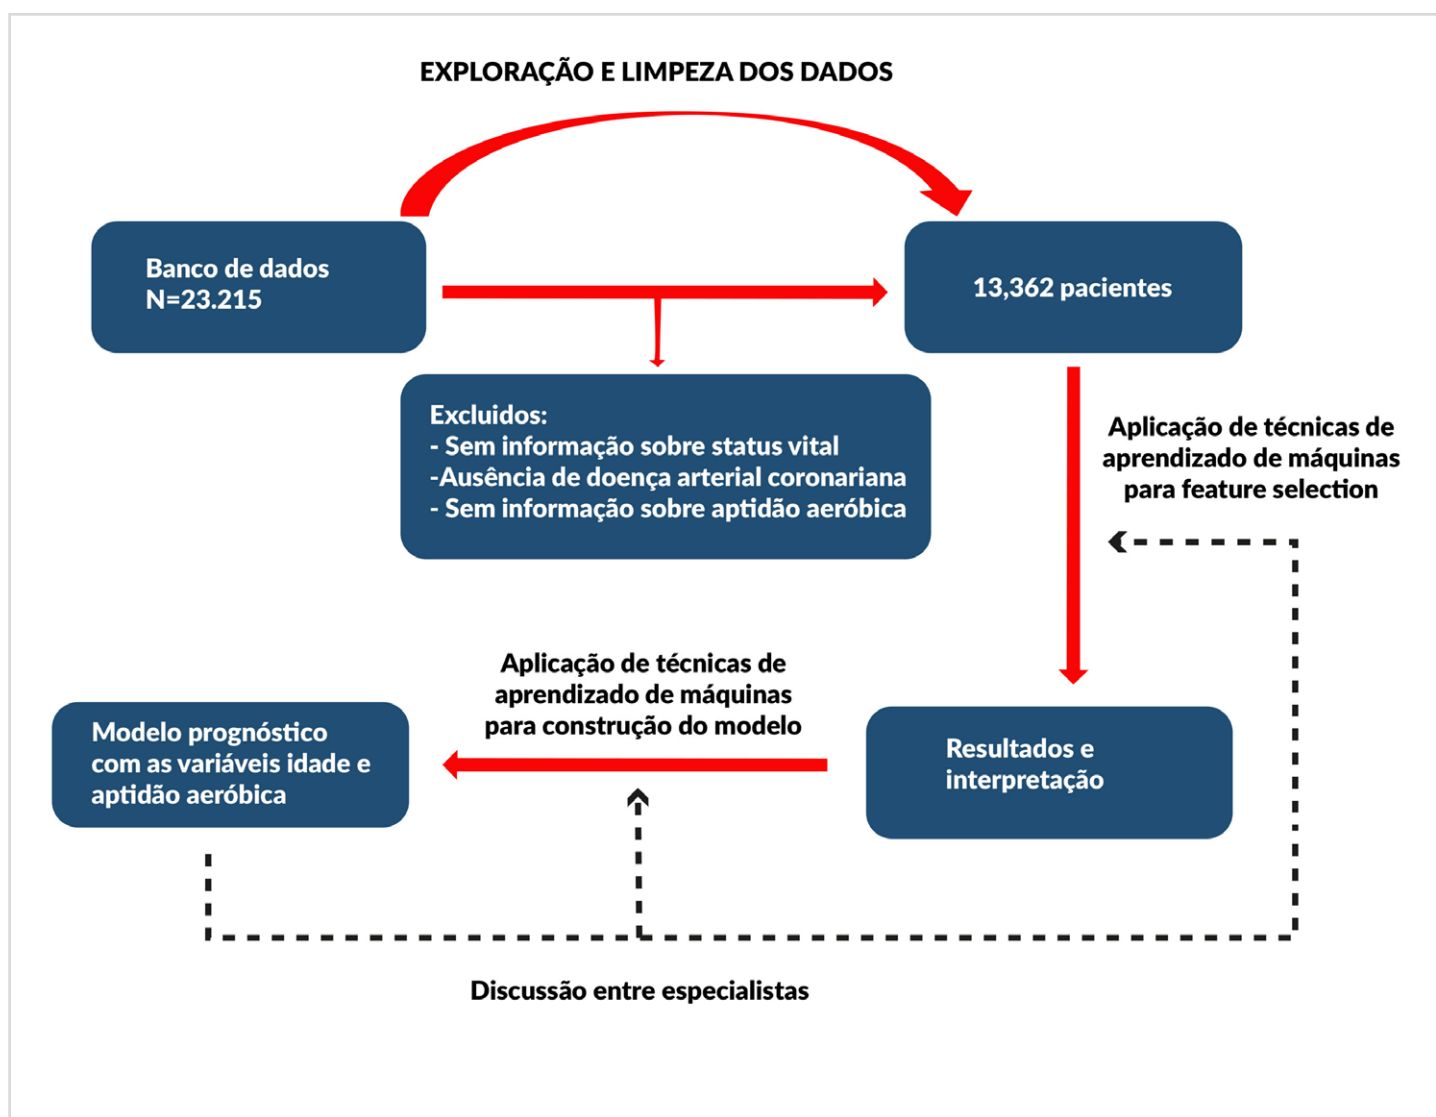 EXPLORAÇÃO E LIMPEZA DOS DADOS
Banco de dados
N=23.215
13,362 pacientes
Excluidos:
- Sem informação sobre status vital
-Ausência de doença arterial coronariana
- Sem informação sobre aptidão aeróbica
Aplicação de técnicas de
aprendizado de máquinas
para feature selection
Resultados e
interpretação
Aplicação de técnicas de
aprendizado de máquinas
para construção do modelo
Modelo prognóstico
com as variáveis idade e
aptidão aeróbica
Discussão entre especialistas